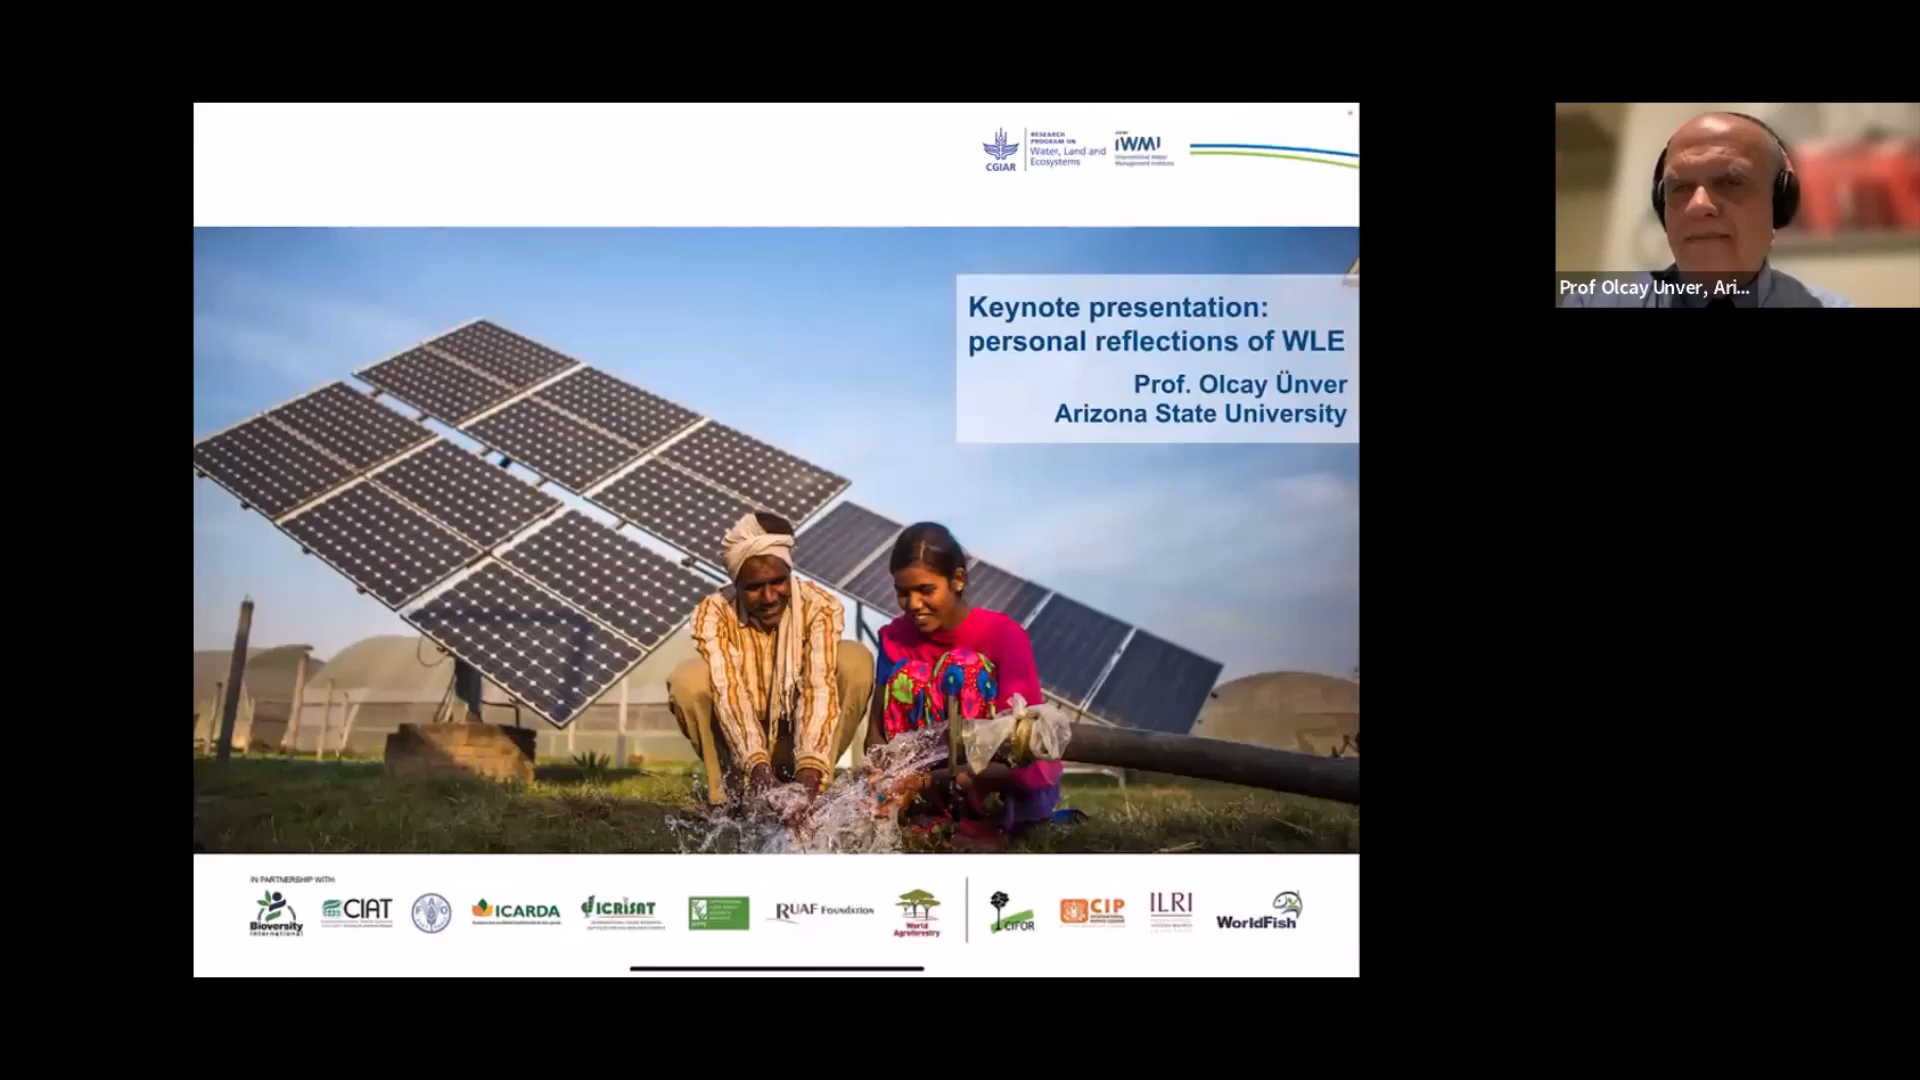 RESEARCH
PROGRAM ON
Water, Land and
Ecosystems
CGIAR
IWMI
International Water
Management Institute
Keynote presentation:
personal reflections of WLE
Prof. Olcay Ünver
Arizona State University
Prof Olcay Unver, Ari...
IN PARTNERSHIP WITH:
Bioversity
International
CIAT
FAO
ICARDA
ICRISAT
RUAF FOUNDATION
World
Agroforestry
CIFOR
CIP
ILRI
WorldFish